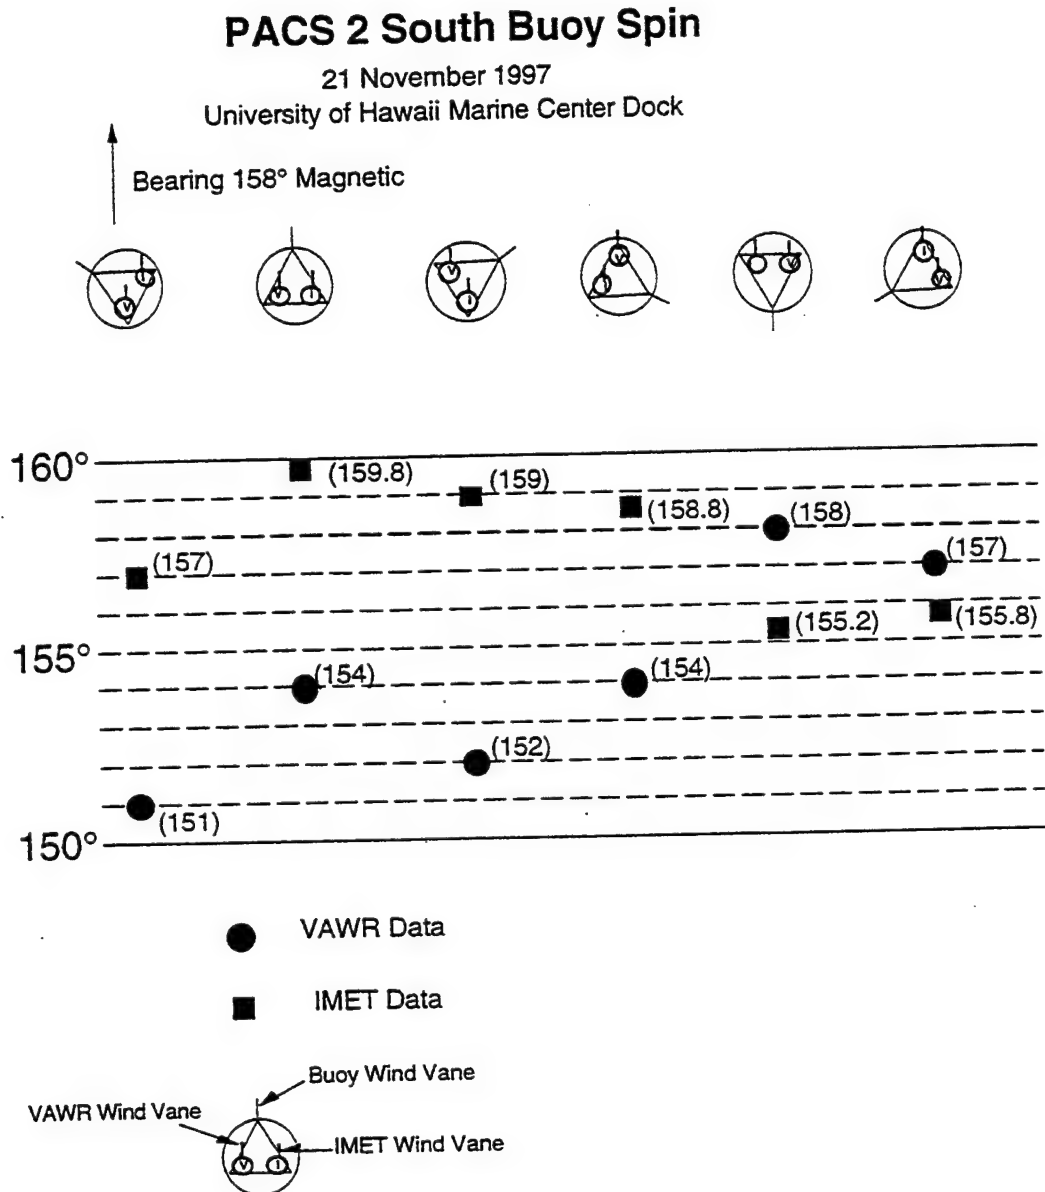 PACS 2 South Buoy Spin
21 November 1997
University of Hawaii Marine Center Dock
Bearing 158° Magnetic
V I
V I
V I
V I
V
I V
160°
(159.8)
(159)
(158.8)
(158)
(157)
(157)
(155.2)
(155.8)
155°
(154)
(154)
(152)
(151)
150°
VAWR Data
IMET Data
Buoy Wind Vane
VAWR Wind Vane
IMET Wind Vane
V I